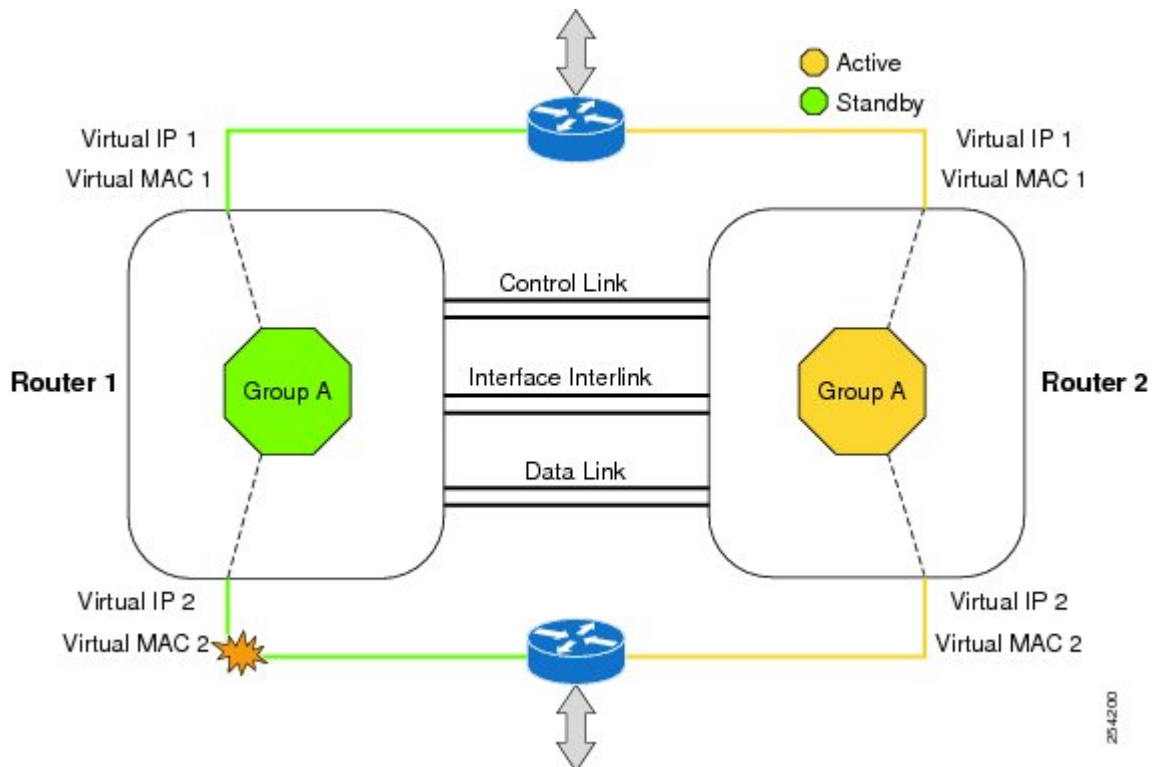 Active
Standby
Virtual IP 1
Virtual MAC 1
Virtual IP 1
Virtual MAC 1
Control Link
Router 1
Group A
Interface Interlink
Group A
Router 2
Data Link
Virtual IP 2
Virtual MAC 2
Virtual IP 2
Virtual MAC 2
254200